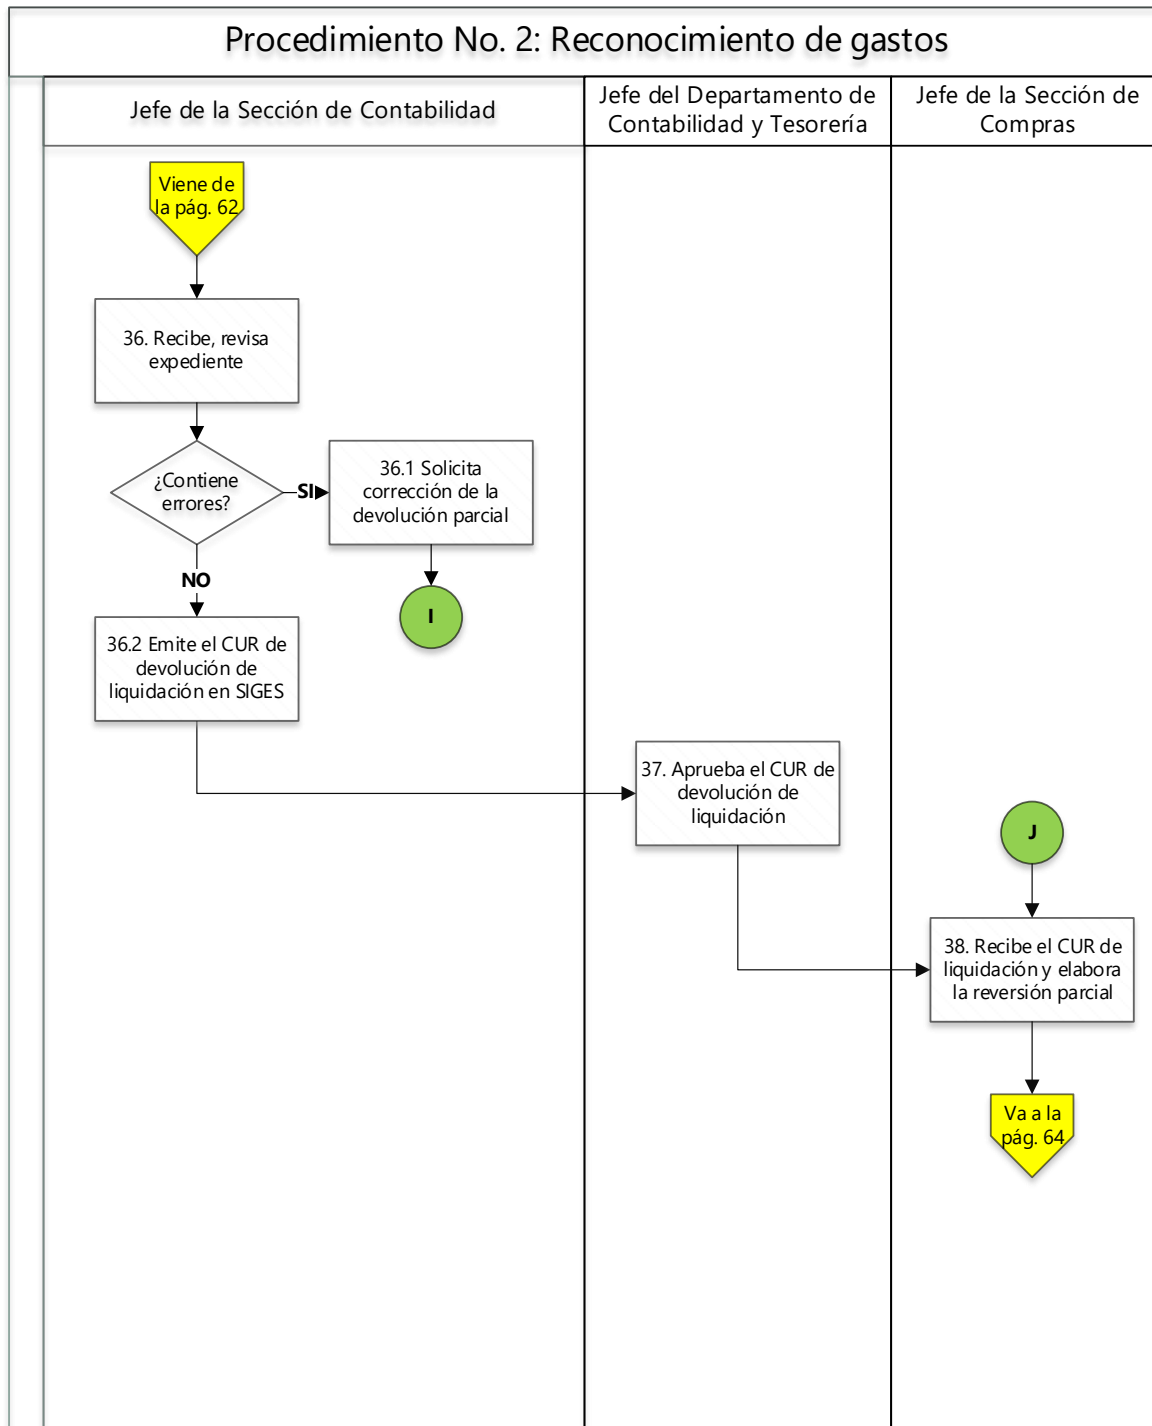 Procedimiento No. 2: Reconocimiento de gastos
Jefe de la Sección de Contabilidad
Jefe del Departamento de
Contabilidad y Tesorería
Jefe de la Sección de
Compras
Viene de
la pág. 62
36. Recibe, revisa
expediente
¿Contiene
errores?
SI
36.1 Solicita
corrección de la
devolución parcial
NO
I
36.2 Emite el CUR de
devolución de
liquidación en SIGES
37. Aprueba el CUR de
devolución de
liquidación
J
38. Recibe el CUR de
liquidación y elabora
la reversión parcial
Va a la
pág. 64